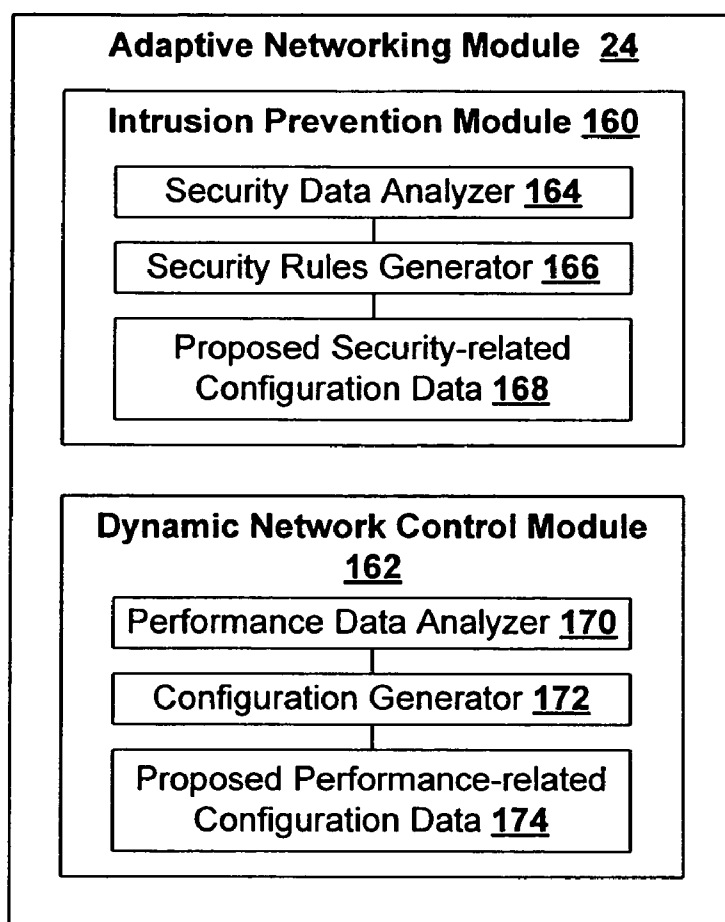 Adaptive Networking Module 24
Intrusion Prevention Module 160
Security Data Analyzer 164
Security Rules Generator 166
Proposed Security-related
Configuration Data 168
Dynamic Network Control Module
162
Performance Data Analyzer 170
Configuration Generator 172
Proposed Performance-related
Configuration Data 174